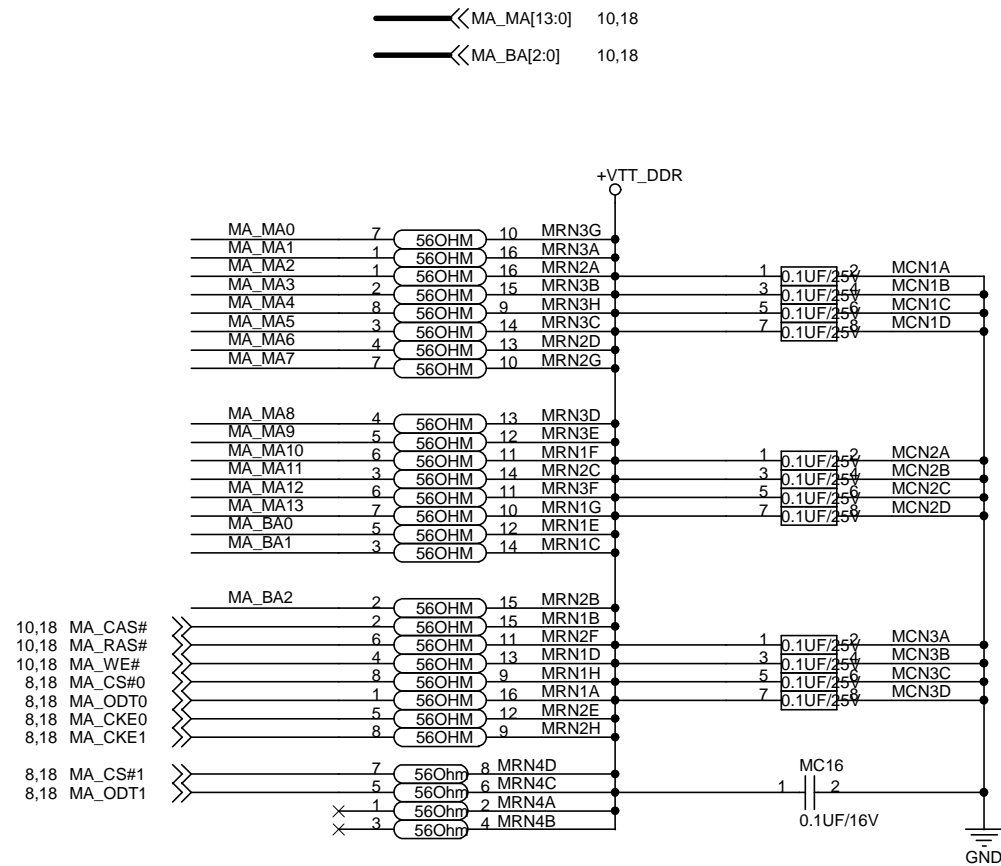 MA_MA[13:0] 10,18
MA_BA[2:0] 10,18
+VTT_DDR
MA_MA0 7 56OHM 10 MRN3G
MA_MA1 1 56OHM 16 MRN3A
MA_MA2 1 56OHM 16 MRN2A 1 0.1UF/25V 2 MCN1A
MA_MA3 2 56OHM 15 MRN3B 3 0.1UF/25V 4 MCN1B
MA_MA4 8 56OHM 9 MRN3H 5 0.1UF/25V 6 MCN1C
MA_MA5 3 56OHM 14 MRN3C 7 0.1UF/25V 8 MCN1D
MA_MA6 4 56OHM 13 MRN2D
MA_MA7 7 56OHM 10 MRN2G
MA_MA8 4 56OHM 13 MRN3D
MA_MA9 5 56OHM 12 MRN3E
MA_MA10 6 56OHM 11 MRN1F 1 0.1UF/25V 2 MCN2A
MA_MA11 3 56OHM 14 MRN2C 3 0.1UF/25V 4 MCN2B
MA_MA12 6 56OHM 11 MRN3F 5 0.1UF/25V 6 MCN2C
MA_MA13 7 56OHM 10 MRN1G 7 0.1UF/25V 8 MCN2D
MA_BA0 5 56OHM 12 MRN1E
MA_BA1 3 56OHM 14 MRN1C
MA_BA2 2 56OHM 15 MRN2B
10,18 MA_CAS# 2 56OHM 15 MRN1B
10,18 MA_RAS# 6 56OHM 11 MRN2F 1 0.1UF/25V 2 MCN3A
10,18 MA_WE# 4 56OHM 13 MRN1D 3 0.1UF/25V 4 MCN3B
8,18 MA_CS#0 8 56OHM 9 MRN1H 5 0.1UF/25V 6 MCN3C
8,18 MA_ODT0 1 56OHM 16 MRN1A 7 0.1UF/25V 8 MCN3D
8,18 MA_CKE0 5 56OHM 12 MRN2E
8,18 MA_CKE1 8 56OHM 9 MRN2H
8,18 MA_CS#1 7 56Ohm 8 MRN4D MC16
8,18 MA_ODT1 5 56Ohm 6 MRN4C 1 2
1 56Ohm 2 MRN4A
3 56Ohm 4 MRN4B 0.1UF/16V
GND